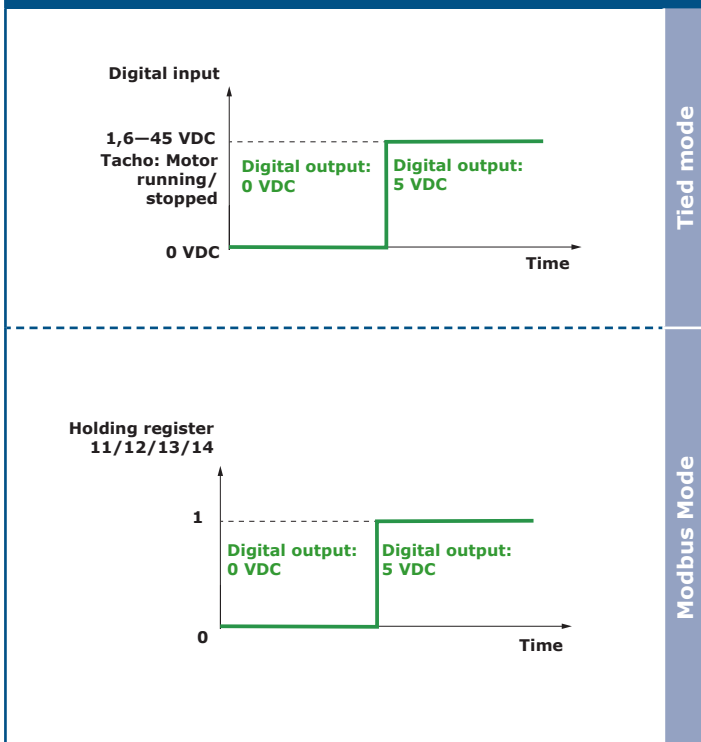 Digital input
1,6—45 VDC
Tacho: Motor
running/
stopped
Digital output:
0 VDC
Digital output:
5 VDC
0 VDC
Time
Tied mode
Holding register
11/12/13/14
1
Digital output:
0 VDC
Digital output:
5 VDC
0
Time
Modbus Mode